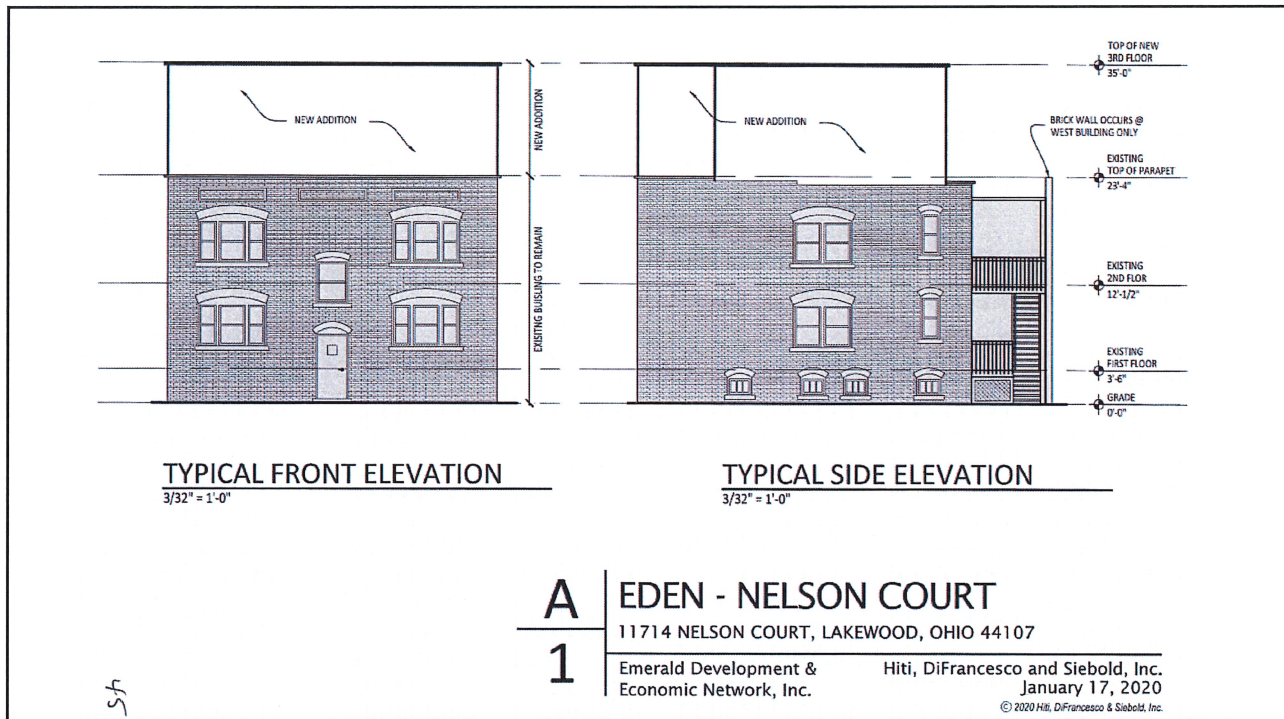 TOP OF NEW
3RD FLOOR
35'-0"
NEW ADDITION
NEW ADDITION
NEW ADDITION
BRICK WALL OCCURS @
WEST BUILDING ONLY
EXISTING
TOP OF PARAPET
23'-4"
EXISITNG BUISLING TO REMAIN
EXISTING
2ND FLOR
12'-1/2"
EXISTING
FIRST FLOOR
3'-6"
GRADE
0'-0"
TYPICAL FRONT ELEVATION
3/32" = 1'-0"
TYPICAL SIDE ELEVATION
3/32" = 1'-0"
A
1
EDEN - NELSON COURT
11714 NELSON COURT, LAKEWOOD, OHIO 44107
Emerald Development &
Economic Network, Inc.
Hiti, DiFrancesco and Siebold, Inc.
January 17, 2020
© 2020 Hiti, DiFrancesco & Siebold, Inc.